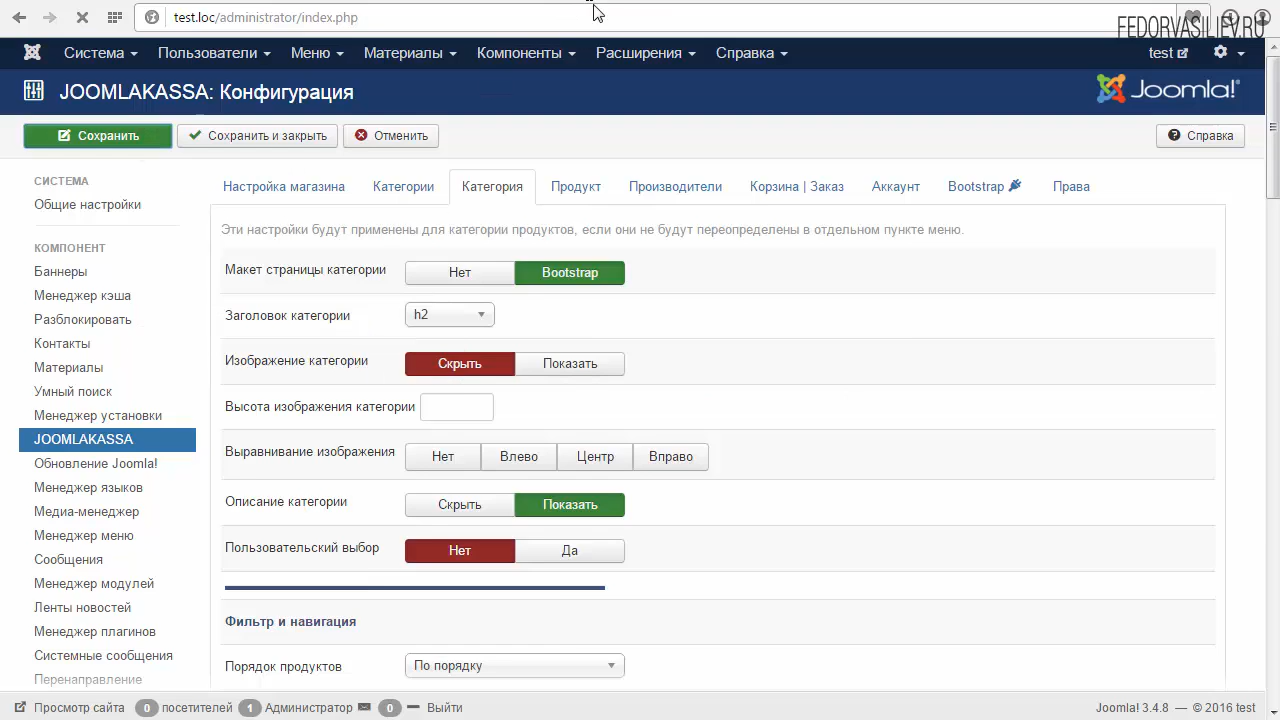 test.loc/administrator/index.php
FEDORVASILIEV.RU
Система Пользователи Меню Материалы Компоненты Расширения Справка test
JOOMLAKASSA: Конфигурация
Joomla!
Сохранить Сохранить и закрыть Отменить Справка
СИСТЕМА
Общие настройки
КОМПОНЕНТ
Баннеры
Менеджер кэша
Разблокировать
Контакты
Материалы
Умный поиск
Менеджер установки
JOOMLAKASSA
Обновление Joomla!
Менеджер языков
Медиа-менеджер
Менеджер меню
Сообщения
Менеджер модулей
Ленты новостей
Менеджер плагинов
Системные сообщения
Перенаправление
Настройка магазина Категории Категория Продукт Производители Корзина | Заказ Аккаунт Bootstrap Права
Эти настройки будут применены для категории продуктов, если они не будут переопределены в отдельном пункте меню.
Макет страницы категории Нет Bootstrap
Заголовок категории h2
Изображение категории Скрыть Показать
Высота изображения категории
Выравнивание изображения Нет Влево Центр Вправо
Описание категории Скрыть Показать
Пользовательский выбор Нет Да
Фильтр и навигация
Порядок продуктов По порядку
Просмотр сайта 0 посетителей 1 Администратор 0 Выйти
Joomla! 3.4.8 — © 2016 test